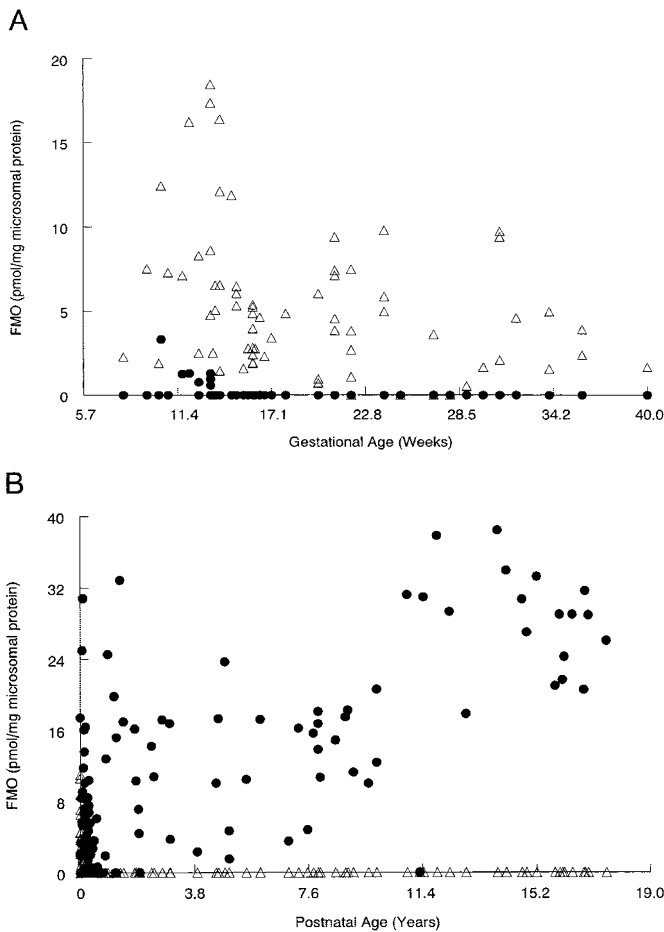 A
20
15
10
5
0
FMO (pmol/mg microsomal protein)
5.7 11.4 17.1 22.8 28.5 34.2 40.0
Gestational Age (Weeks)
B
40
32
24
16
8
0
FMO (pmol/mg microsomal protein)
0 3.8 7.6 11.4 15.2 19.0
Postnatal Age (Years)